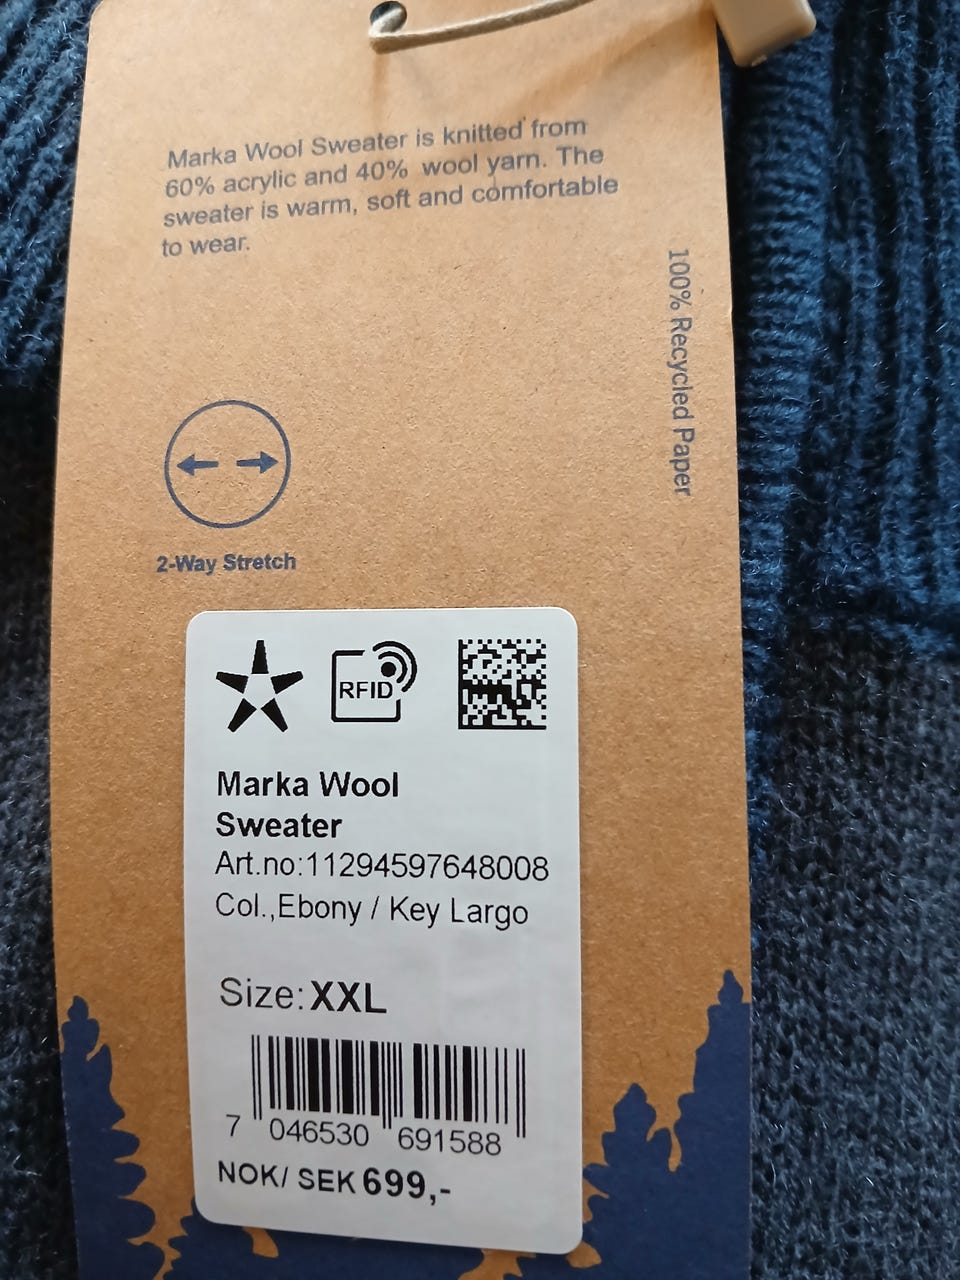 Marka Wool Sweater is knitted from
60% acrylic and 40% wool yarn. The
sweater is warm, soft and comfortable
to wear.
100% Recycled Paper
2-Way Stretch
RFID
Marka Wool
Sweater
Art.no:11294597648008
Col.,Ebony / Key Largo
Size:XXL
7 046530 691588
NOK/ SEK 699,-